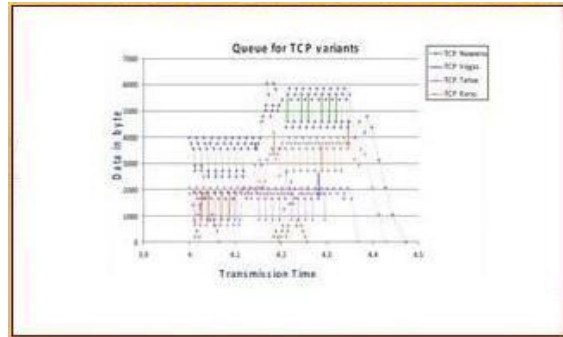 Queue for TCP variants
7000
6000
5000
4000
3000
2000
1000
0
Data in byte
3.9 4 4.1 4.2 4.3 4.4 4.5
Transmission Time
TCP Newreno
TCP Vegas
TCP Tahoe
TCP Reno